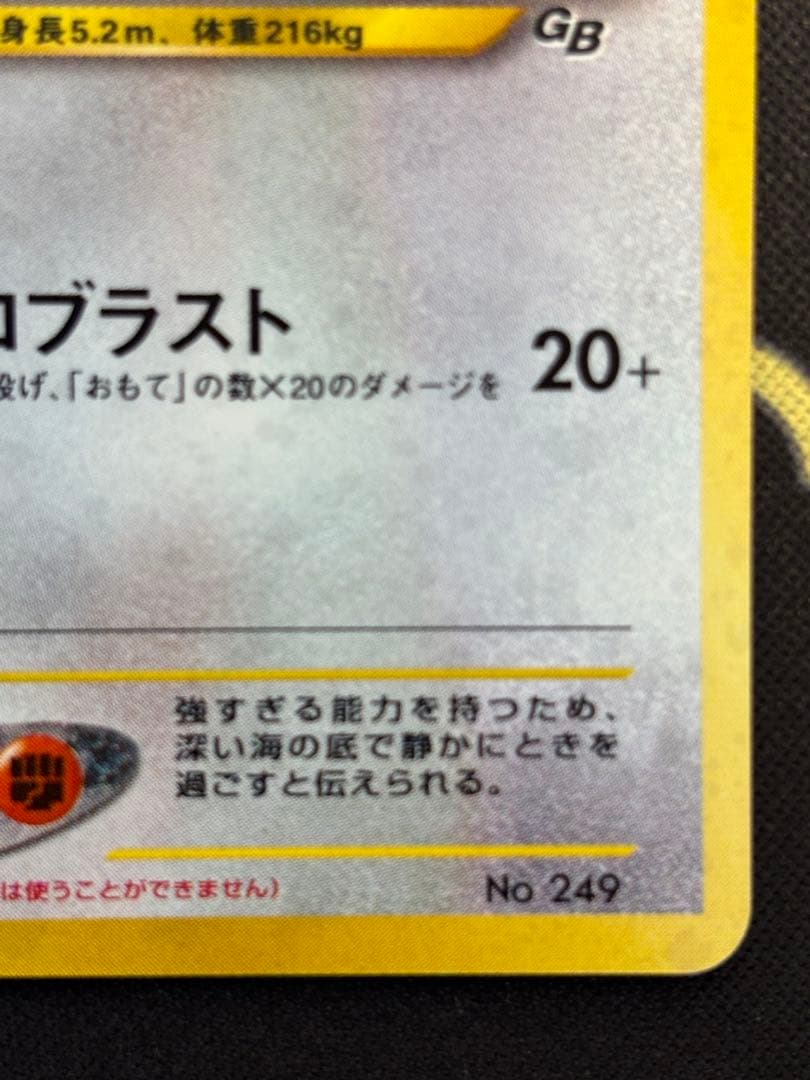 身長5.2m、体重216kg
GB
ロブラスト
投げ、「おもて」の数×20のダメージを
20+
強すぎる能力を持つため、
深い海の底で静かにときを
過ごすと伝えられる。
は使うことができません)
No 249